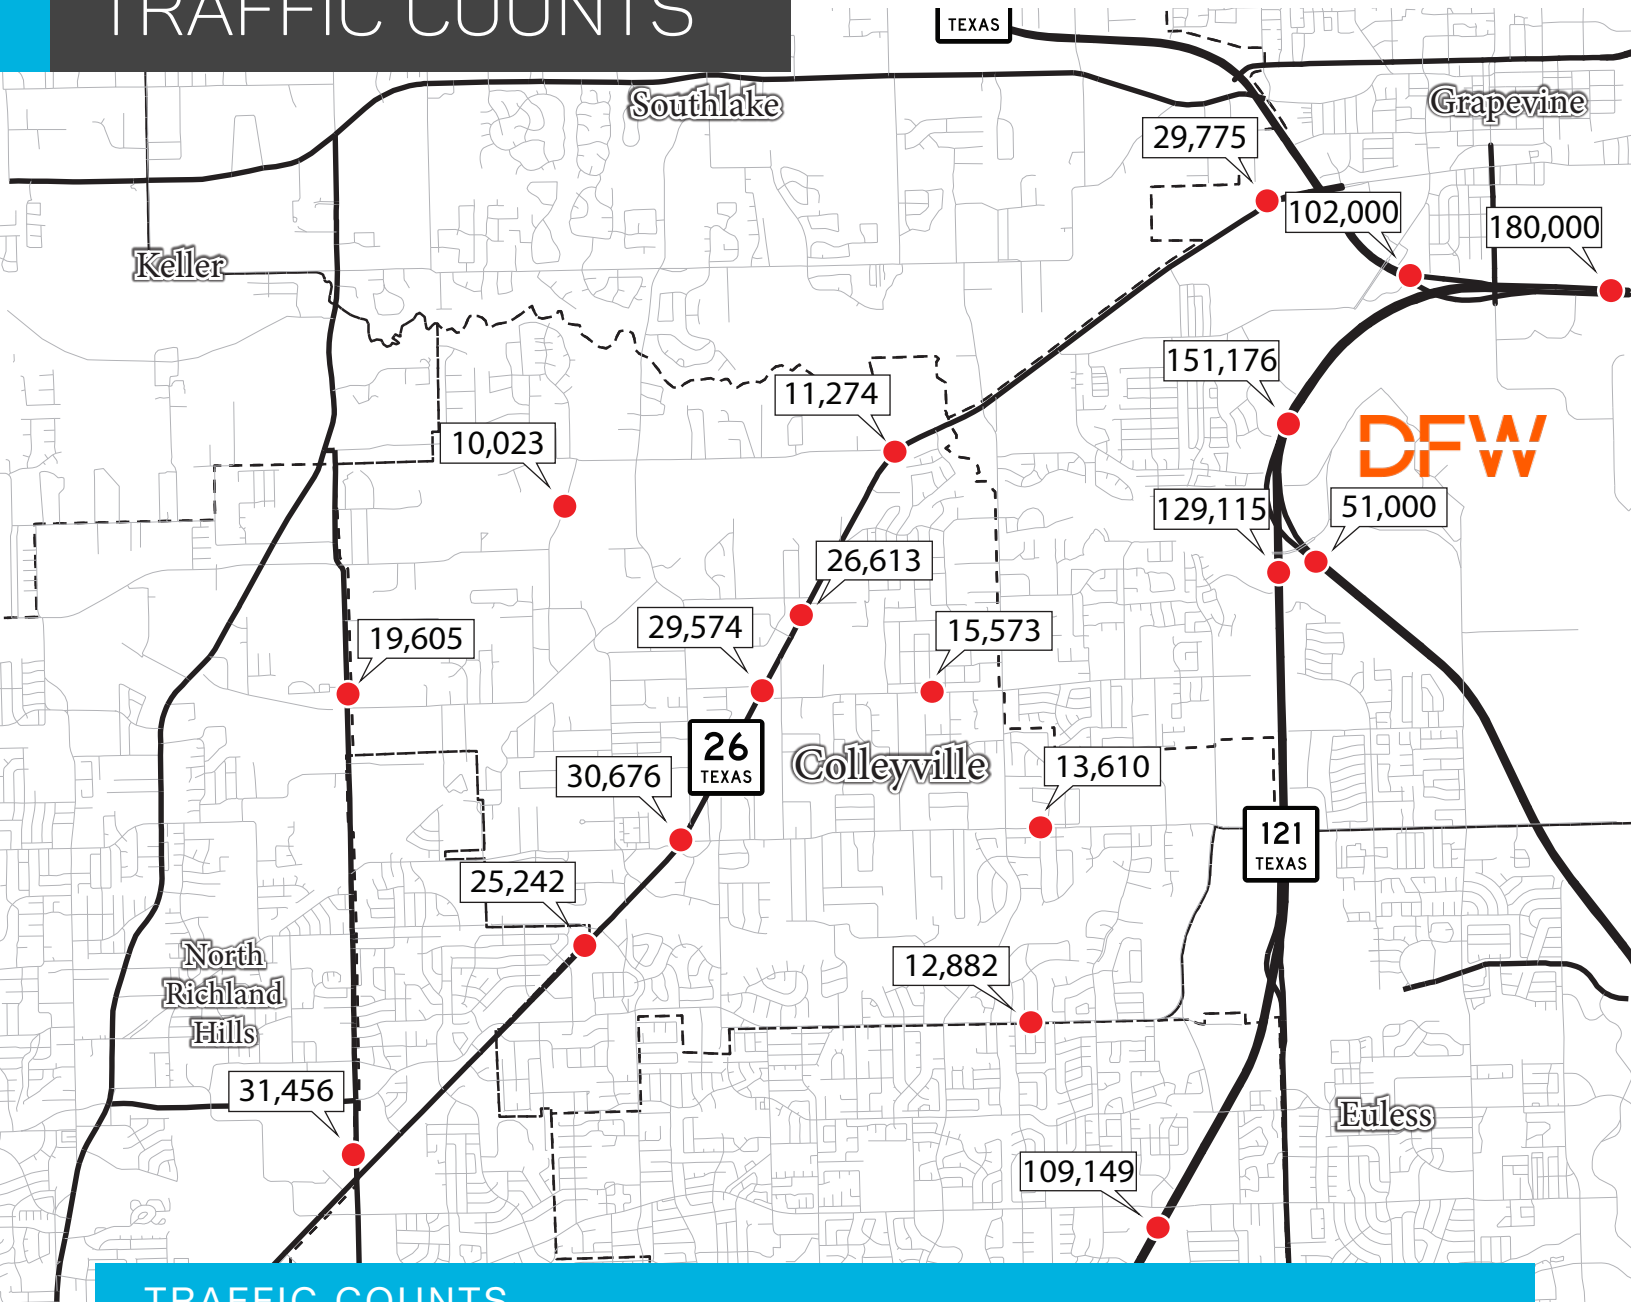 TRAFFIC COUNTS
TEXAS
Southlake
Grapevine
29,775
102,000
180,000
Keller
151,176
11,274
DFW
10,023
129,115
51,000
26,613
29,574
15,573
19,605
26
TEXAS
Colleyville
13,610
30,676
121
TEXAS
25,242
North
Richland
Hills
12,882
31,456
Euless
109,149
TRAFFIC COUNTS